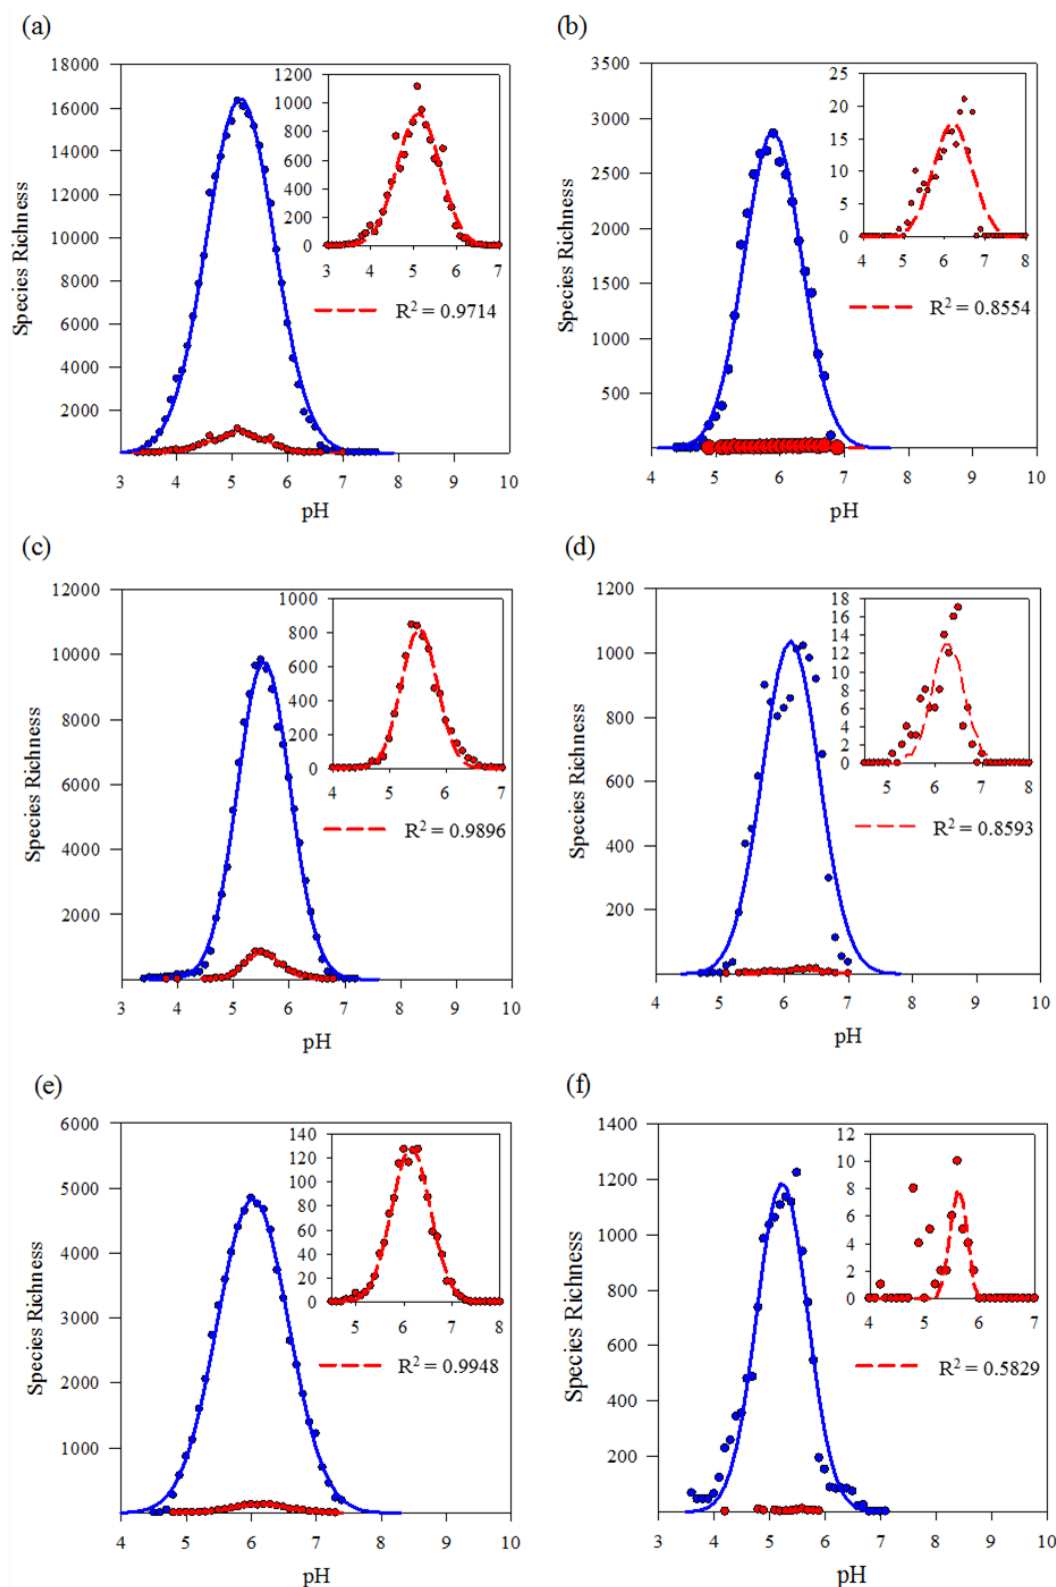 (a)
18000
16000
14000
12000
10000
8000
6000
4000
2000
Species Richness
3 4 5 6 7 8 9 10
pH
1200
1000
800
600
400
200
0
3 4 5 6 7
R² = 0.9714
(b)
3500
3000
2500
2000
1500
1000
500
Species Richness
4 5 6 7 8 9 10
pH
25
20
15
10
5
0
4 5 6 7 8
R² = 0.8554
(c)
12000
10000
8000
6000
4000
2000
Species Richness
3 4 5 6 7 8 9 10
pH
1000
800
600
400
200
0
4 5 6 7
R² = 0.9896
(d)
1200
1000
800
600
400
200
Species Richness
4 5 6 7 8 9 10
pH
18
16
14
12
10
8
6
4
2
0
5 6 7 8
R² = 0.8593
(e)
6000
5000
4000
3000
2000
1000
Species Richness
4 5 6 7 8 9 10
pH
140
120
100
80
60
40
20
0
5 6 7 8
R² = 0.9948
(f)
1400
1200
1000
800
600
400
200
Species Richness
3 4 5 6 7 8 9 10
pH
12
10
8
6
4
2
0
4 5 6 7
R² = 0.5829